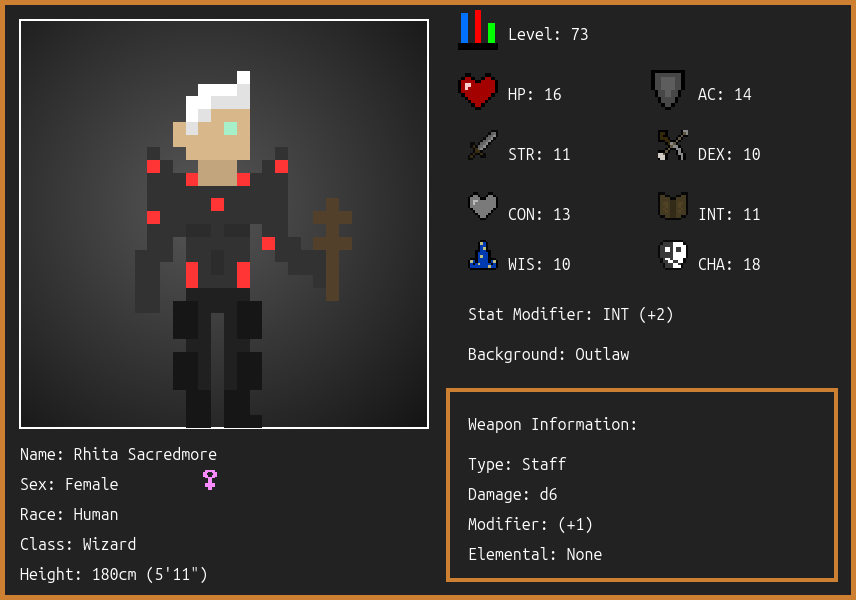 Level: 73
HP: 16
AC: 14
STR: 11
DEX: 10
CON: 13
INT: 11
WIS: 10
CHA: 18
Stat Modifier: INT (+2)
Background: Outlaw
Weapon Information:
Type: Staff
Damage: d6
Modifier: (+1)
Elemental: None
Name: Rhita Sacredmore
Sex: Female
Race: Human
Class: Wizard
Height: 180cm (5'11")